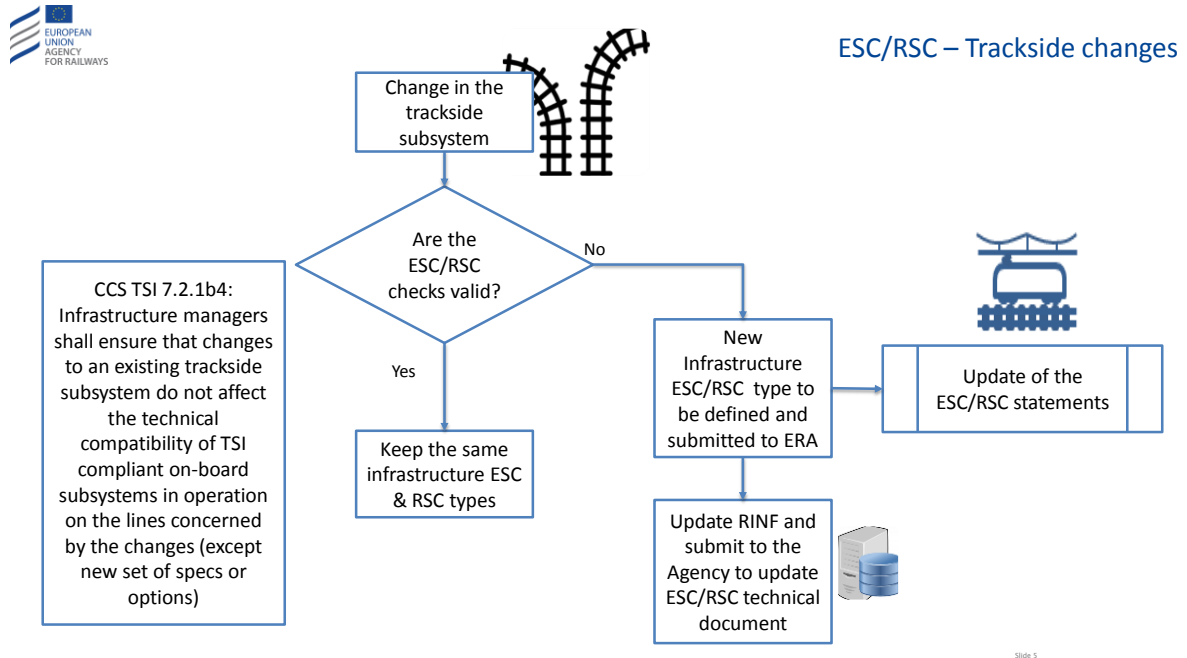 EUROPEAN
UNION
AGENCY
FOR RAILWAYS
ESC/RSC – Trackside changes
Change in the
trackside
subsystem
Are the
ESC/RSC
checks valid?
No
Yes
CCS TSI 7.2.1b4:
Infrastructure managers
shall ensure that changes
to an existing trackside
subsystem do not affect
the technical
compatibility of TSI
compliant on-board
subsystems in operation
on the lines concerned
by the changes (except
new set of specs or
options)
Keep the same
infrastructure ESC
& RSC types
New
Infrastructure
ESC/RSC type to
be defined and
submitted to ERA
Update of the
ESC/RSC statements
Update RINF and
submit to the
Agency to update
ESC/RSC technical
document
Slide 5